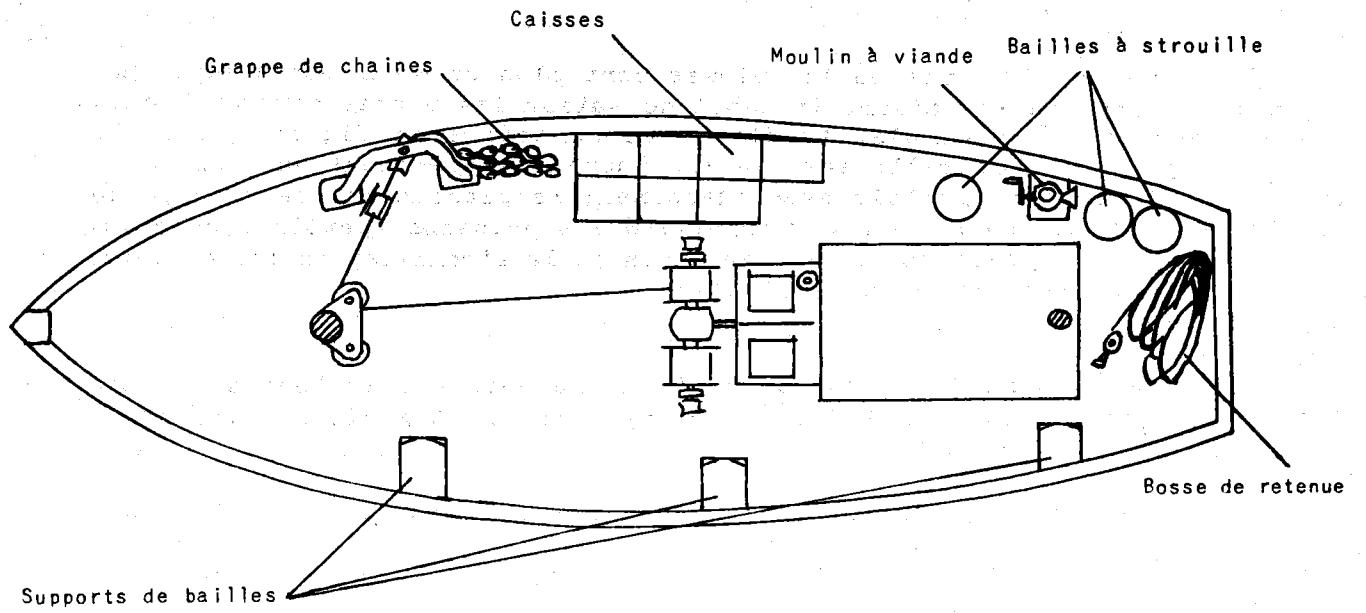 Caisses
Grappe de chaines
Moulin à viande
Bailles à strouille
Bosse de retenue
Supports de bailles